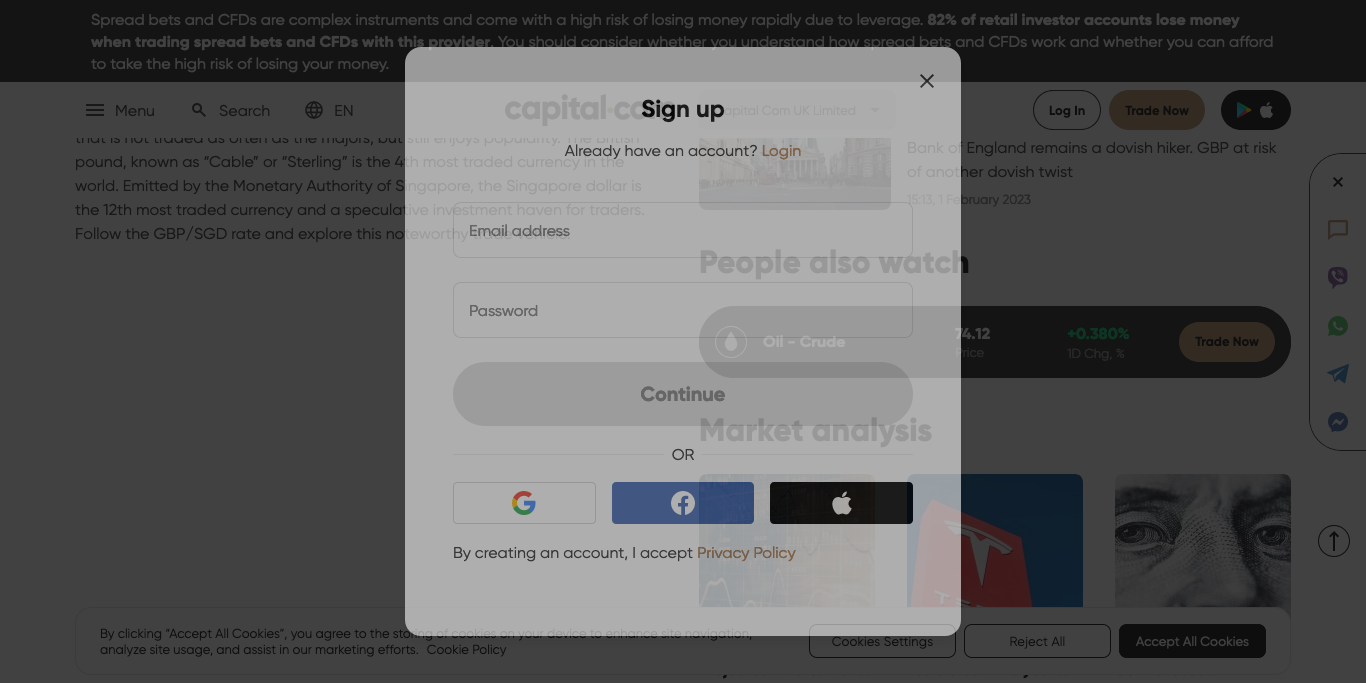 Spread bets and CFDs are complex instruments and come with a high risk of losing money rapidly due to leverage. 82% of retail investor accounts lose money
when trading spread bets and CFDs with this provider. You should consider whether you understand how spread bets and CFDs work and whether you can afford
to take the high risk of losing your money.
Menu
Search
EN
capital.com
Capital Com UK Limited
Log In
Trade Now
Sign up
Already have an account? Login
Email address
Password
Continue
OR
By creating an account, I accept Privacy Policy
that is not traded as often as the majors, but still enjoys popularity. The British
pound, known as “Cable” or “Sterling” is the 4th most traded currency in the
world. Emitted by the Monetary Authority of Singapore, the Singapore dollar is
the 12th most traded currency and a speculative investment haven for traders.
Follow the GBP/SGD rate and explore this noteworthy
Bank of England remains a dovish hiker. GBP at risk
of another dovish twist
15:13, 1 February 2023
People also watch
Oil - Crude
74.12
Price
+0.380%
1D Chg, %
Trade Now
Market analysis
By clicking “Accept All Cookies”, you agree to the storing of cookies on your device to enhance site navigation,
analyze site usage, and assist in our marketing efforts. Cookie Policy
Cookies Settings
Reject All
Accept All Cookies